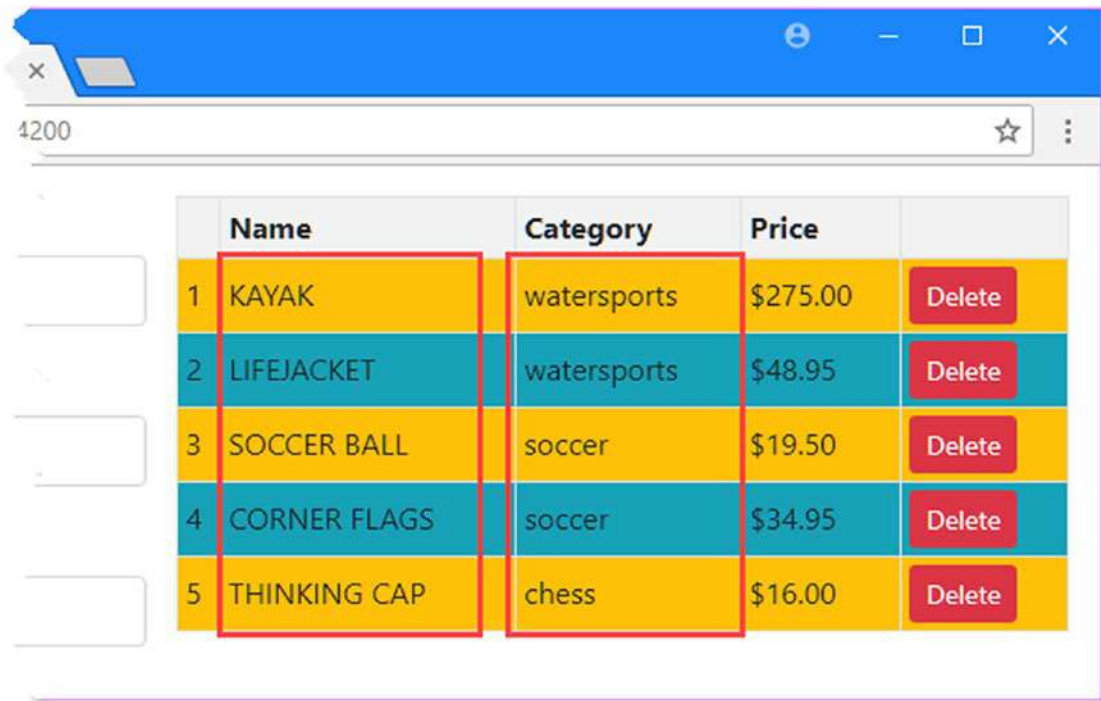 4200
Name Category Price
1 KAYAK watersports $275.00 Delete
2 LIFEJACKET watersports $48.95 Delete
3 SOCCER BALL soccer $19.50 Delete
4 CORNER FLAGS soccer $34.95 Delete
5 THINKING CAP chess $16.00 Delete